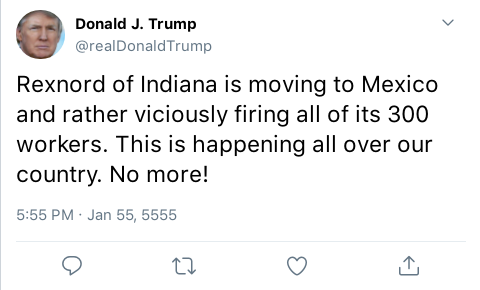 Donald J. Trump
@realDonaldTrump
Rexnord of Indiana is moving to Mexico
and rather viciously firing all of its 300
workers. This is happening all over our
country. No more!
5:55 PM · Jan 55, 5555